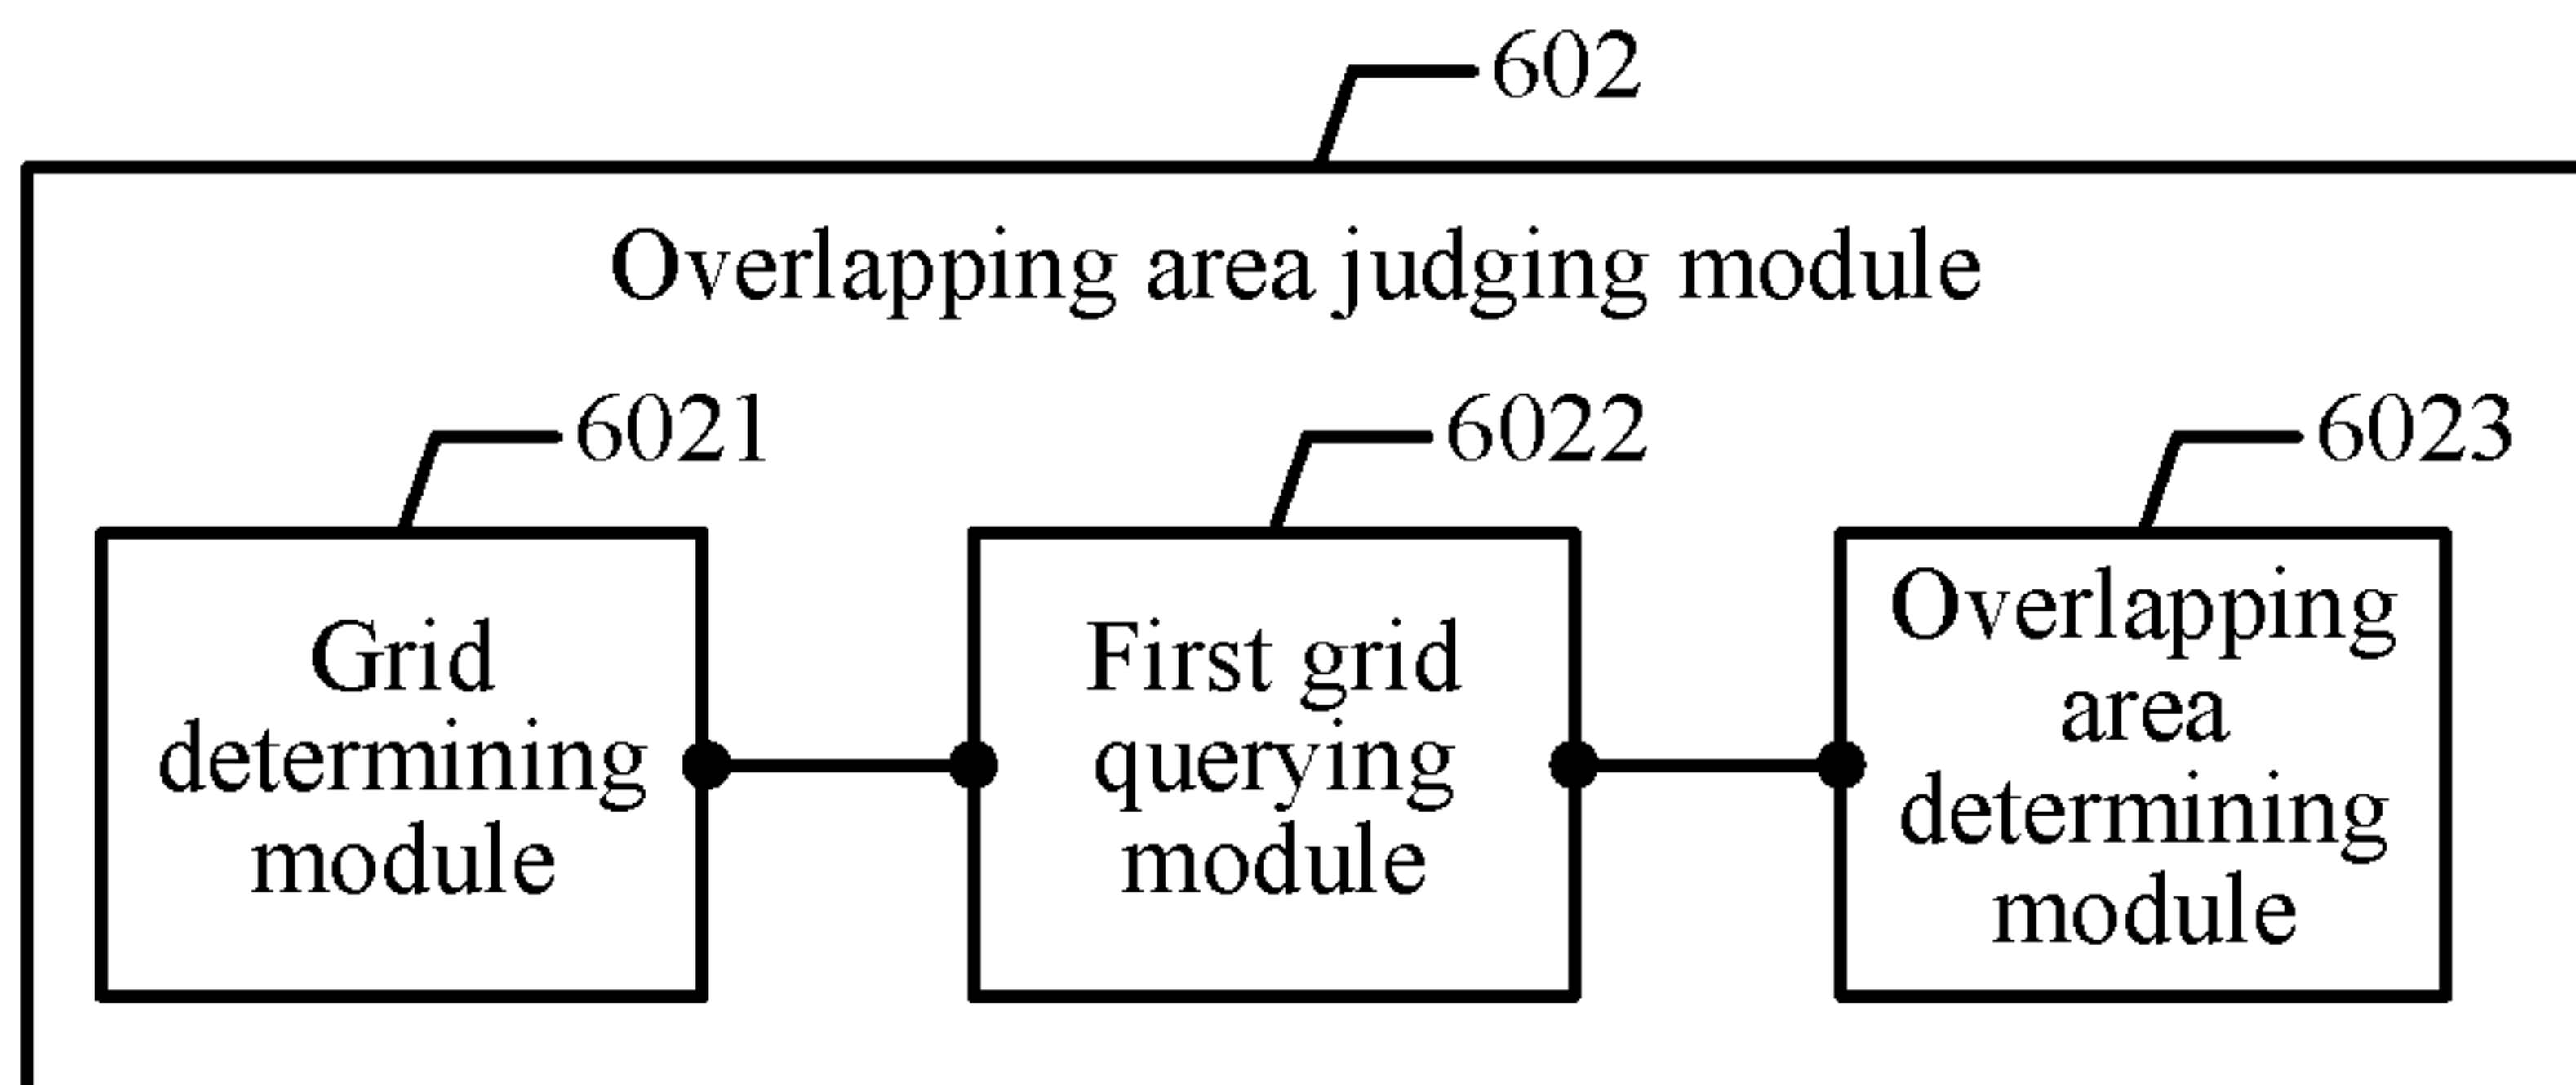 602
Overlapping area judging module
6021
6022
6023
Grid
determining
module
First grid
querying
module
Overlapping
area
determining
module